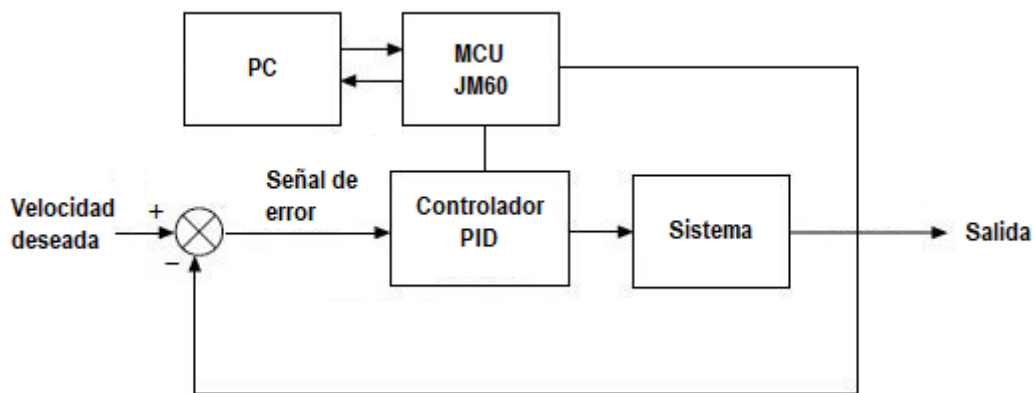 PC
MCU
JM60
Velocidad
deseada
+
−
Señal de
error
Controlador
PID
Sistema
Salida